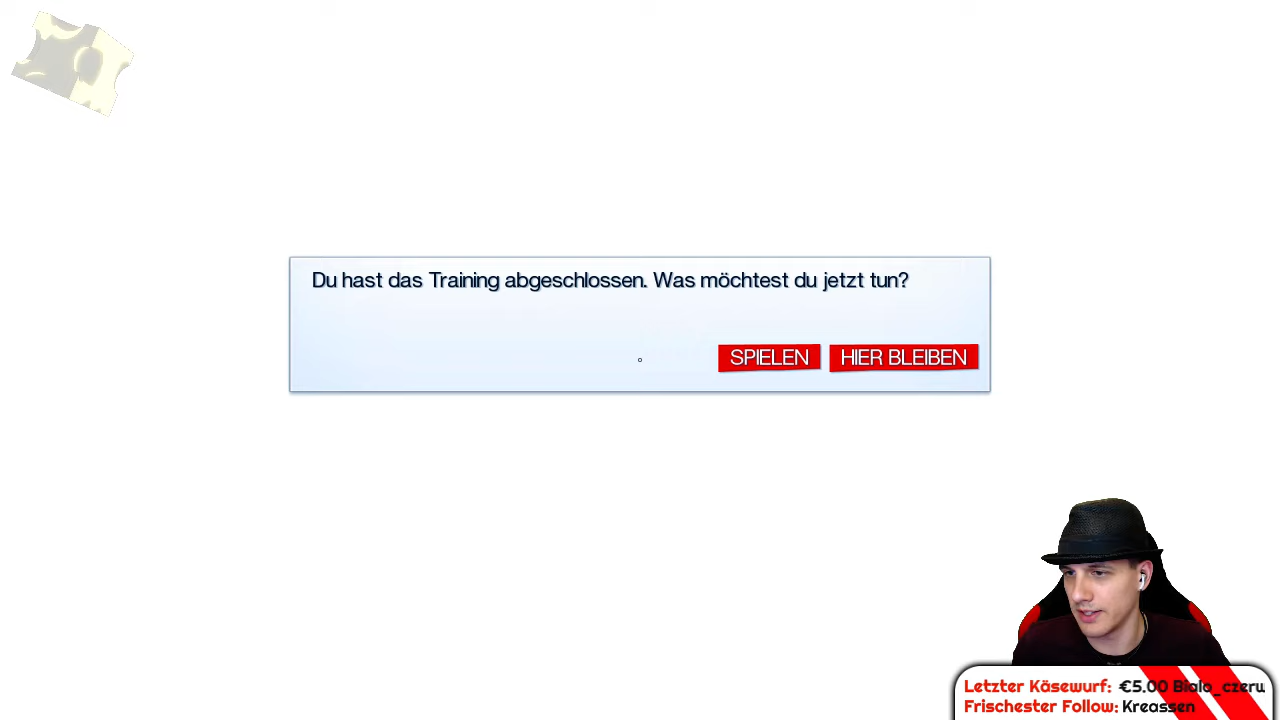 Du hast das Training abgeschlossen. Was möchtest du jetzt tun?
SPIELEN HIER BLEIBEN
Letzter Käsewurf: €5.00 Bialo_czeru
Frischester Follow: Kreassen